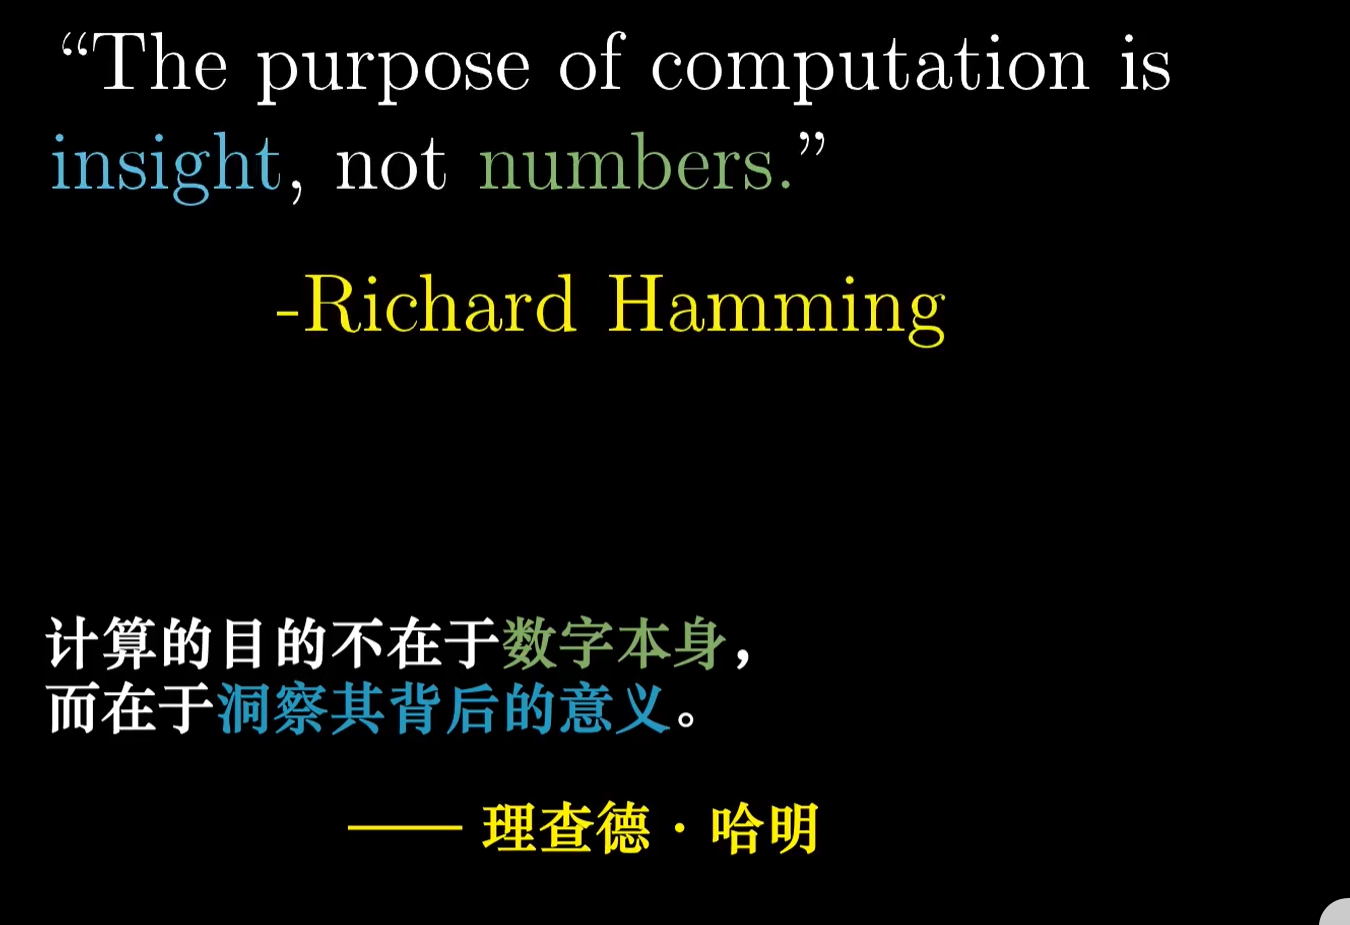 “The purpose of computation is
insight, not numbers.”
-Richard Hamming
计算的目的不在于数字本身，
而在于洞察其背后的意义。
—— 理查德 · 哈明